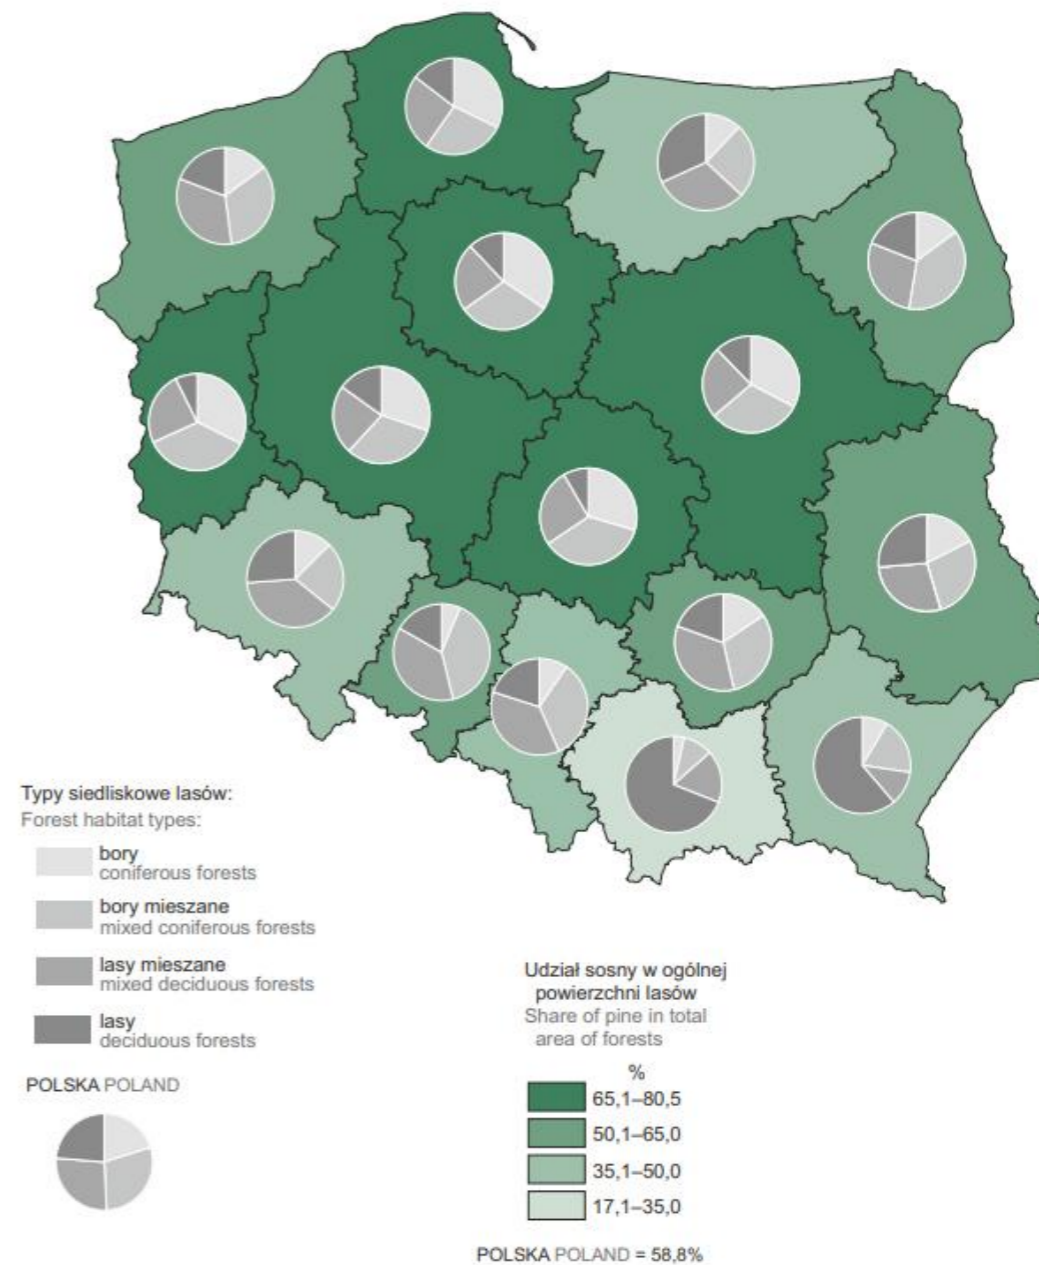 Typy siedliskowe lasów:
Forest habitat types:
bory
coniferous forests
bory mieszane
mixed coniferous forests
lasy mieszane
mixed deciduous forests
lasy
deciduous forests
POLSKA POLAND
Udział sosny w ogólnej
powierzchni lasów
Share of pine in total
area of forests
%
65,1–80,5
50,1–65,0
35,1–50,0
17,1–35,0
POLSKA POLAND = 58,8%